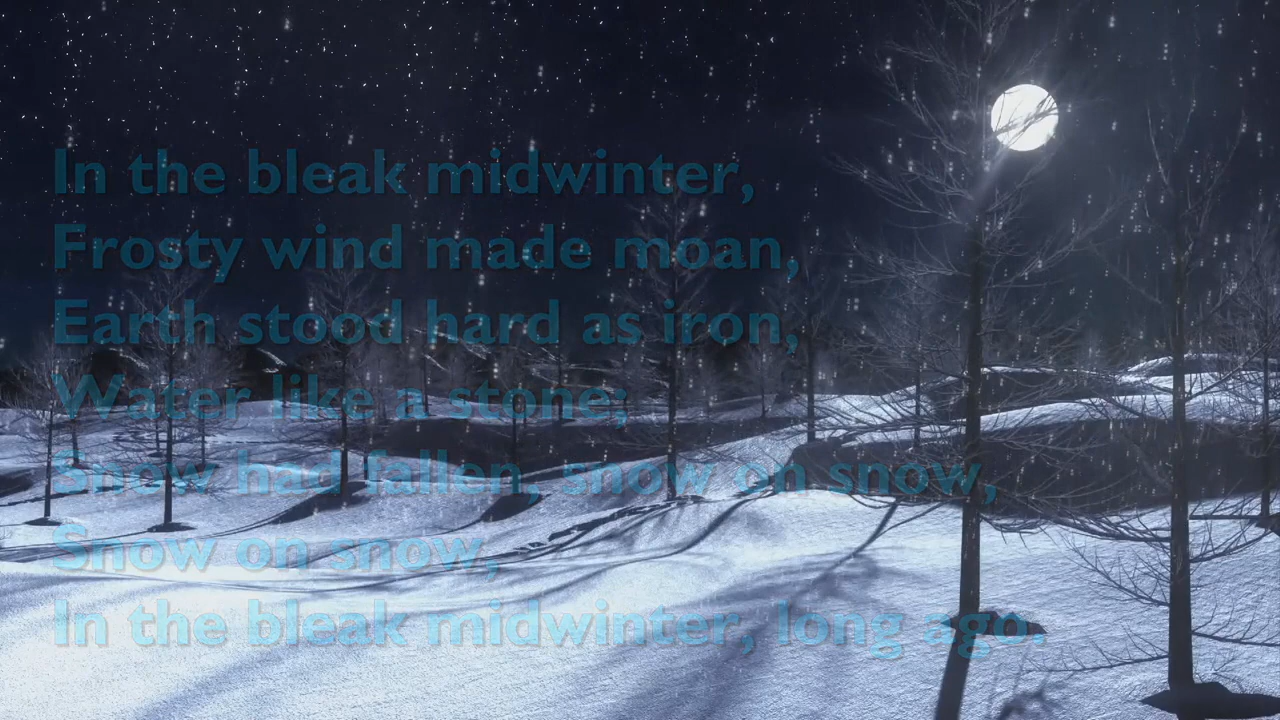 In the bleak midwinter,
Frosty wind made moan,
Earth stood hard as iron,
Water like a stone;
Snow had fallen, snow on snow,
Snow on snow,
In the bleak midwinter, long ago.